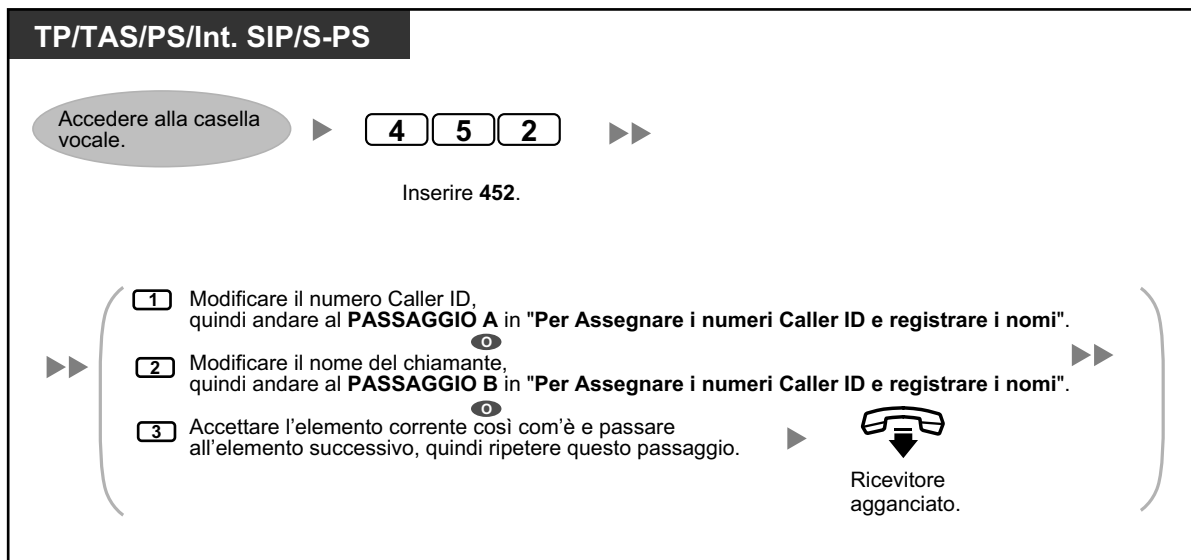 TP/TAS/PS/Int. SIP/S-PS
Accedere alla casella
vocale.
4 5 2
Inserire 452.
1 Modificare il numero Caller ID,
quindi andare al PASSAGGIO A in "Per Assegnare i numeri Caller ID e registrare i nomi".
O
2 Modificare il nome del chiamante,
quindi andare al PASSAGGIO B in "Per Assegnare i numeri Caller ID e registrare i nomi".
O
3 Accettare l'elemento corrente così com'è e passare
all'elemento successivo, quindi ripetere questo passaggio.
Ricevitore
agganciato.